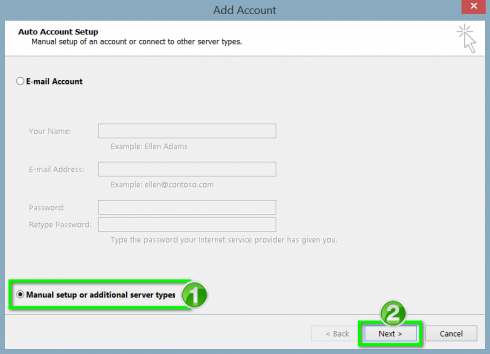 Add Account
Auto Account Setup
Manual setup of an account or connect to other server types.
E-mail Account
Your Name:
Example: Ellen Adams
E-mail Address:
Example: ellen@contoso.com
Password:
Retype Password:
Type the password your Internet service provider has given you.
Manual setup or additional server types 1
2
< Back Next > Cancel